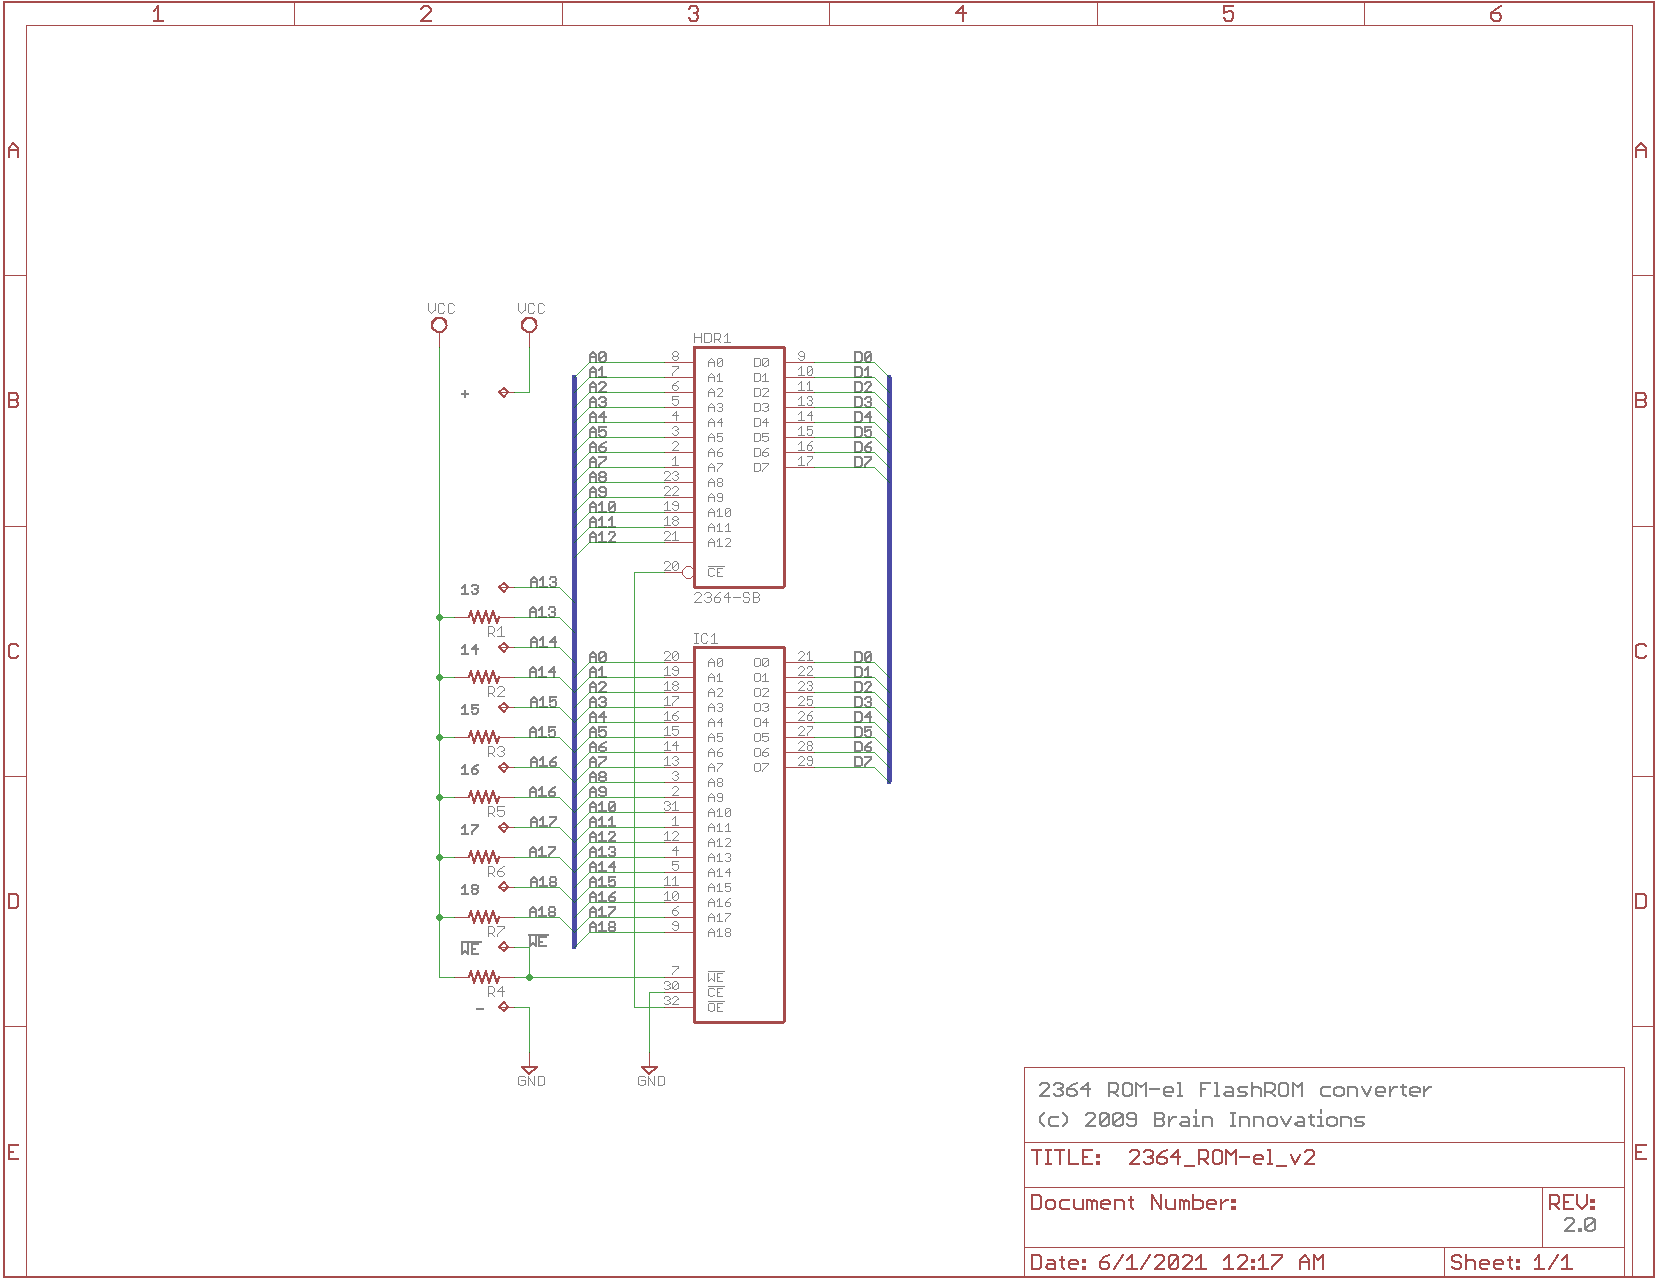 1 2 3 4 5 6
A A
B B
C C
D D
E E
VCC VCC
+
HDR1
A0 8 A0 D0 9 D0
A1 7 A1 D1 10 D1
A2 6 A2 D2 11 D2
A3 5 A3 D3 13 D3
A4 4 A4 D4 14 D4
A5 3 A5 D5 15 D5
A6 2 A6 D6 16 D6
A7 1 A7 D7 17 D7
A8 23 A8
A9 22 A9
A10 19 A10
A11 18 A11
A12 21 A12
20 CE
2364-SB
13 A13
A13
R1
14 A14
A14
R2
15 A15
A15
R3
16 A16
A16
R5
17 A17
A17
R6
18 A18
A18
R7
WE WE
R4
-
IC1
A0 20 A0 O0 21 D0
A1 19 A1 O1 22 D1
A2 18 A2 O2 23 D2
A3 17 A3 O3 25 D3
A4 16 A4 O4 26 D4
A5 15 A5 O5 27 D5
A6 14 A6 O6 28 D6
A7 13 A7 O7 29 D7
A8 3 A8
A9 2 A9
A10 31 A10
A11 1 A11
A12 12 A12
A13 4 A13
A14 5 A14
A15 11 A15
A16 10 A16
A17 6 A17
A18 9 A18
7 WE
30 CE
32 OE
GND GND
2364 ROM-el FlashROM converter
(c) 2009 Brain Innovations
TITLE: 2364_ROM-el_v2
Document Number:
REV:
2.0
Date: 6/1/2021 12:17 AM
Sheet: 1/1